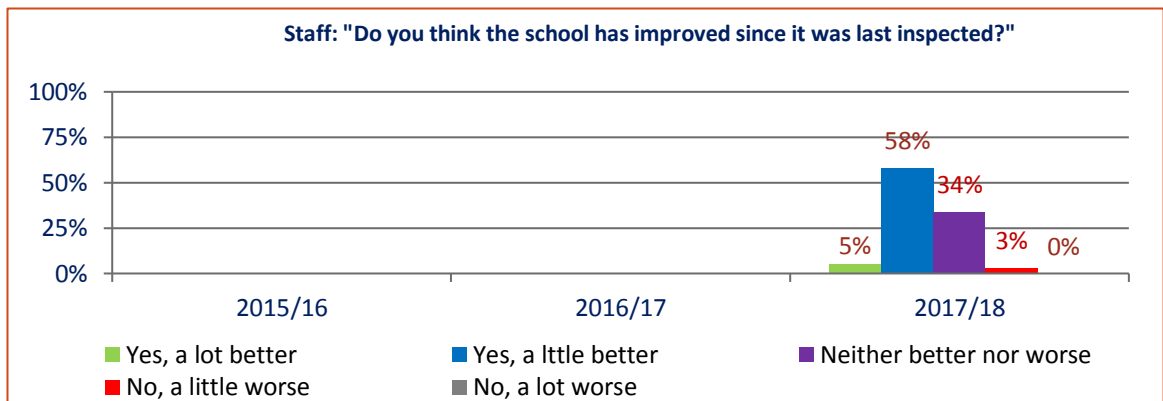 Staff: "Do you think the school has improved since it was last inspected?"
100%
75%
50%
25%
0%
58%
34%
5%
3%
0%
2015/16
2016/17
2017/18
Yes, a lot better
Yes, a lttle better
Neither better nor worse
No, a little worse
No, a lot worse